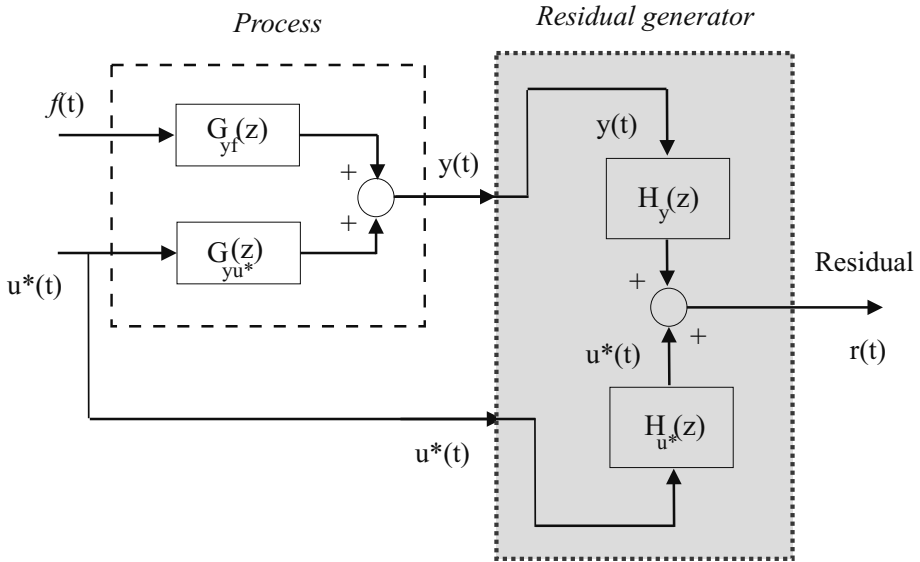 Process
Residual generator
f(t)
G_yf(z)
+
y(t)
y(t)
H_y(z)
+
G_yu*(z)
u*(t)
+
Residual
+
u*(t)
r(t)
H_u*(z)
u*(t)